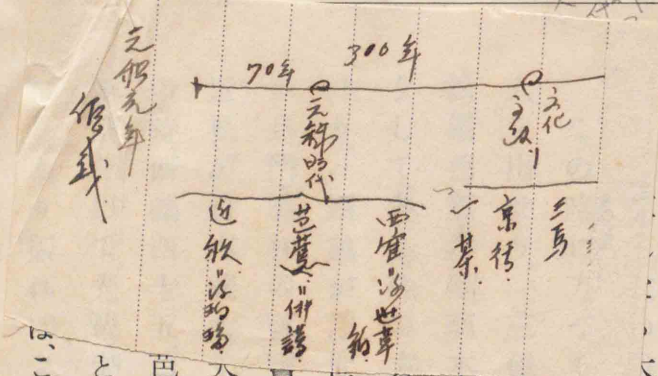 文化
文政
300年
70年
元禄時代
元和元年
偃武
三馬
京傳
一茶
西鶴＝浮世草
芭蕉＝俳諧
近松＝浄瑠璃
は、こ
と
芭